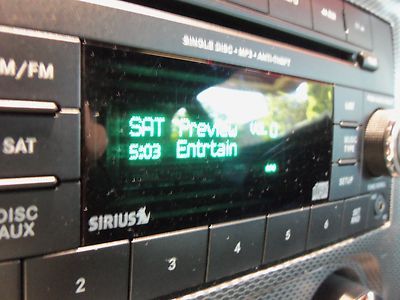 SINGLE DISC • MP3 • ANTI-THEFT
M/FM
SAT
DISC
AUX
SAT Preview
5:03 Entrtain
SIRIUS
SETUP
2
3
4
5
6